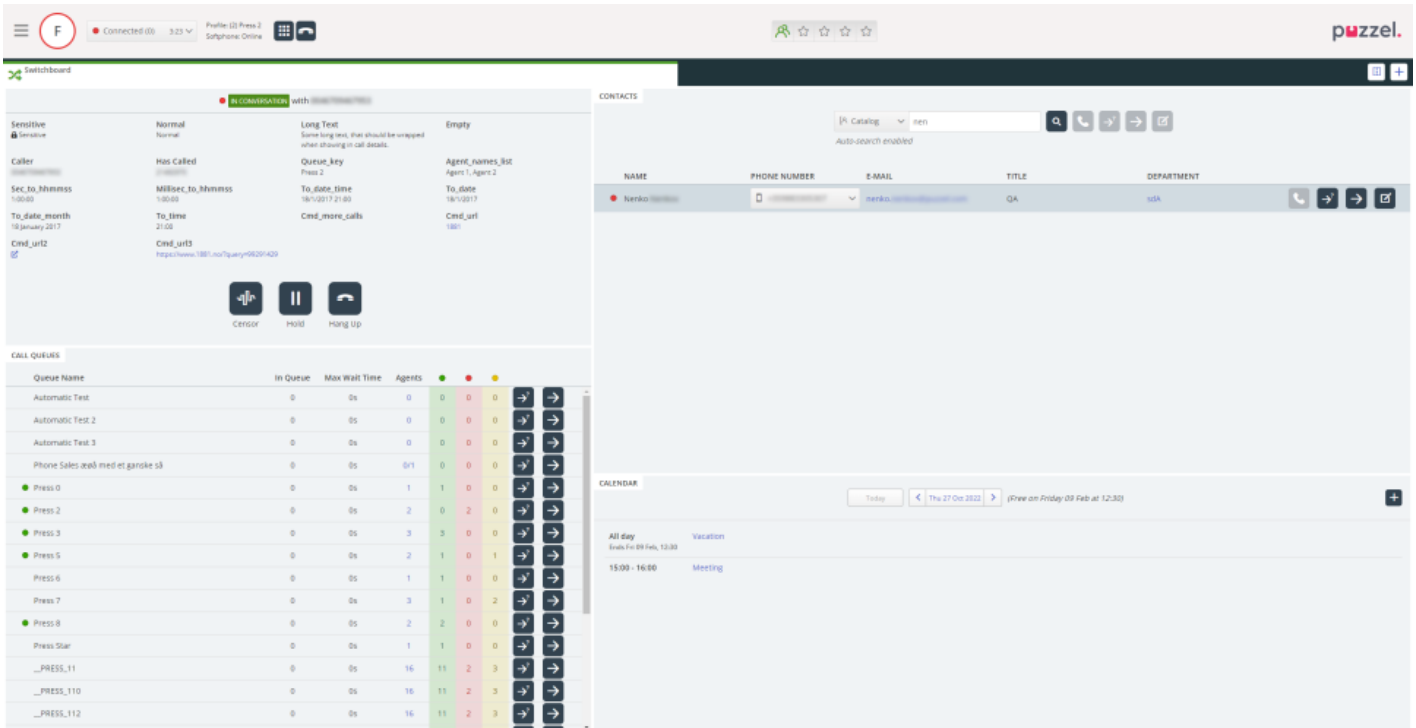 F
Connected (0) 3:23
Profile: (2) Press 2
Softphone: Online
puzzel.
Switchboard
IN CONVERSATION with
Sensitive Normal Long Text Empty
Sensitive Normal Some long text, that should be wrapped
when showing in call details.
Caller Has Called Queue_key Agent_names_list
Press 2 Agent 1, Agent 2
Sec_to_hhmmss Millisec_to_hhmmss To_date_time To_date
1:00:00 1:00:00 18/1/2017 21:00 18/1/2017
To_date_month To_time Cmd_more_calls Cmd_url
18 January 2017 21:00 1881
Cmd_url2 Cmd_url3
https://www.1881.no/?query=99291429
Censor Hold Hang Up
CALL QUEUES
Queue Name In Queue Max Wait Time Agents
Automatic Test 0 0s 0 0 0 0
Automatic Test 2 0 0s 0 0 0 0
Automatic Test 3 0 0s 0 0 0 0
Phone Sales æøå med et ganske så 0 0s 0/1 0 0 0
Press 0 0 0s 1 1 0 0
Press 2 0 0s 2 0 2 0
Press 3 0 0s 3 3 0 0
Press 5 0 0s 2 1 0 1
Press 6 0 0s 1 1 0 0
Press 7 0 0s 3 1 0 2
Press 8 0 0s 2 2 0 0
Press Star 0 0s 1 1 0 0
__PRESS_11 0 0s 16 11 2 3
__PRESS_110 0 0s 16 11 2 3
__PRESS_112 0 0s 16 11 2 3
CONTACTS
Catalog nen
Auto-search enabled
NAME PHONE NUMBER E-MAIL TITLE DEPARTMENT
Nenko nenko. QA sdA
CALENDAR
Today Thu 27 Oct 2022 (Free on Friday 09 Feb at 12:30)
All day Vacation
Ends Fri 09 Feb, 12:30
15:00 - 16:00 Meeting